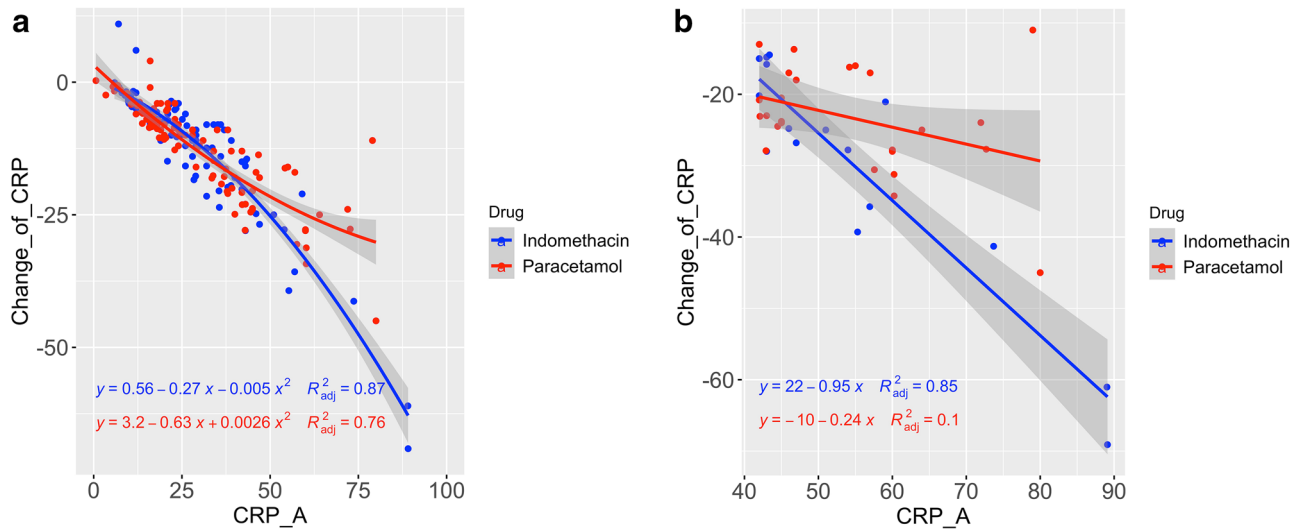 a
Change_of_CRP
0
-25
-50
y = 0.56 − 0.27 x − 0.005 x² R²adj = 0.87
y = 3.2 − 0.63 x + 0.0026 x² R²adj = 0.76
0 25 50 75 100
CRP_A
Drug
a Indomethacin
a Paracetamol
b
Change_of_CRP
-20
-40
-60
y = 22 − 0.95 x R²adj = 0.85
y = − 10 − 0.24 x R²adj = 0.1
40 50 60 70 80 90
CRP_A
Drug
a Indomethacin
a Paracetamol